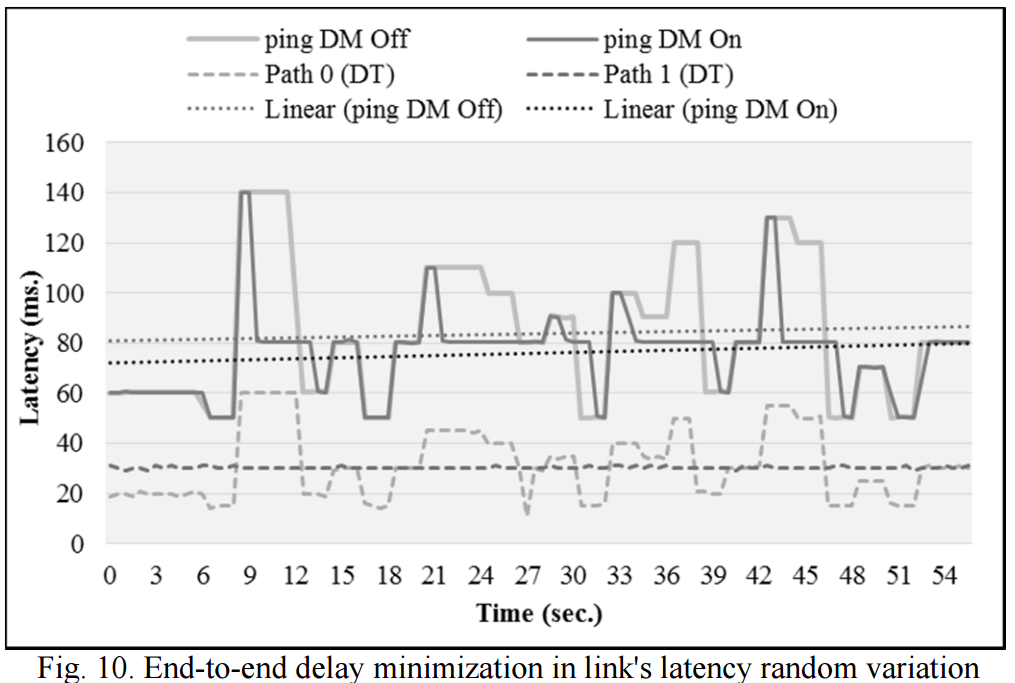 ping DM Off ping DM On
Path 0 (DT) Path 1 (DT)
Linear (ping DM Off) Linear (ping DM On)
160
140
120
100
80
60
40
20
0
Latency (ms.)
0 3 6 9 12 15 18 21 24 27 30 33 36 39 42 45 48 51 54
Time (sec.)
Fig. 10. End-to-end delay minimization in link's latency random variation